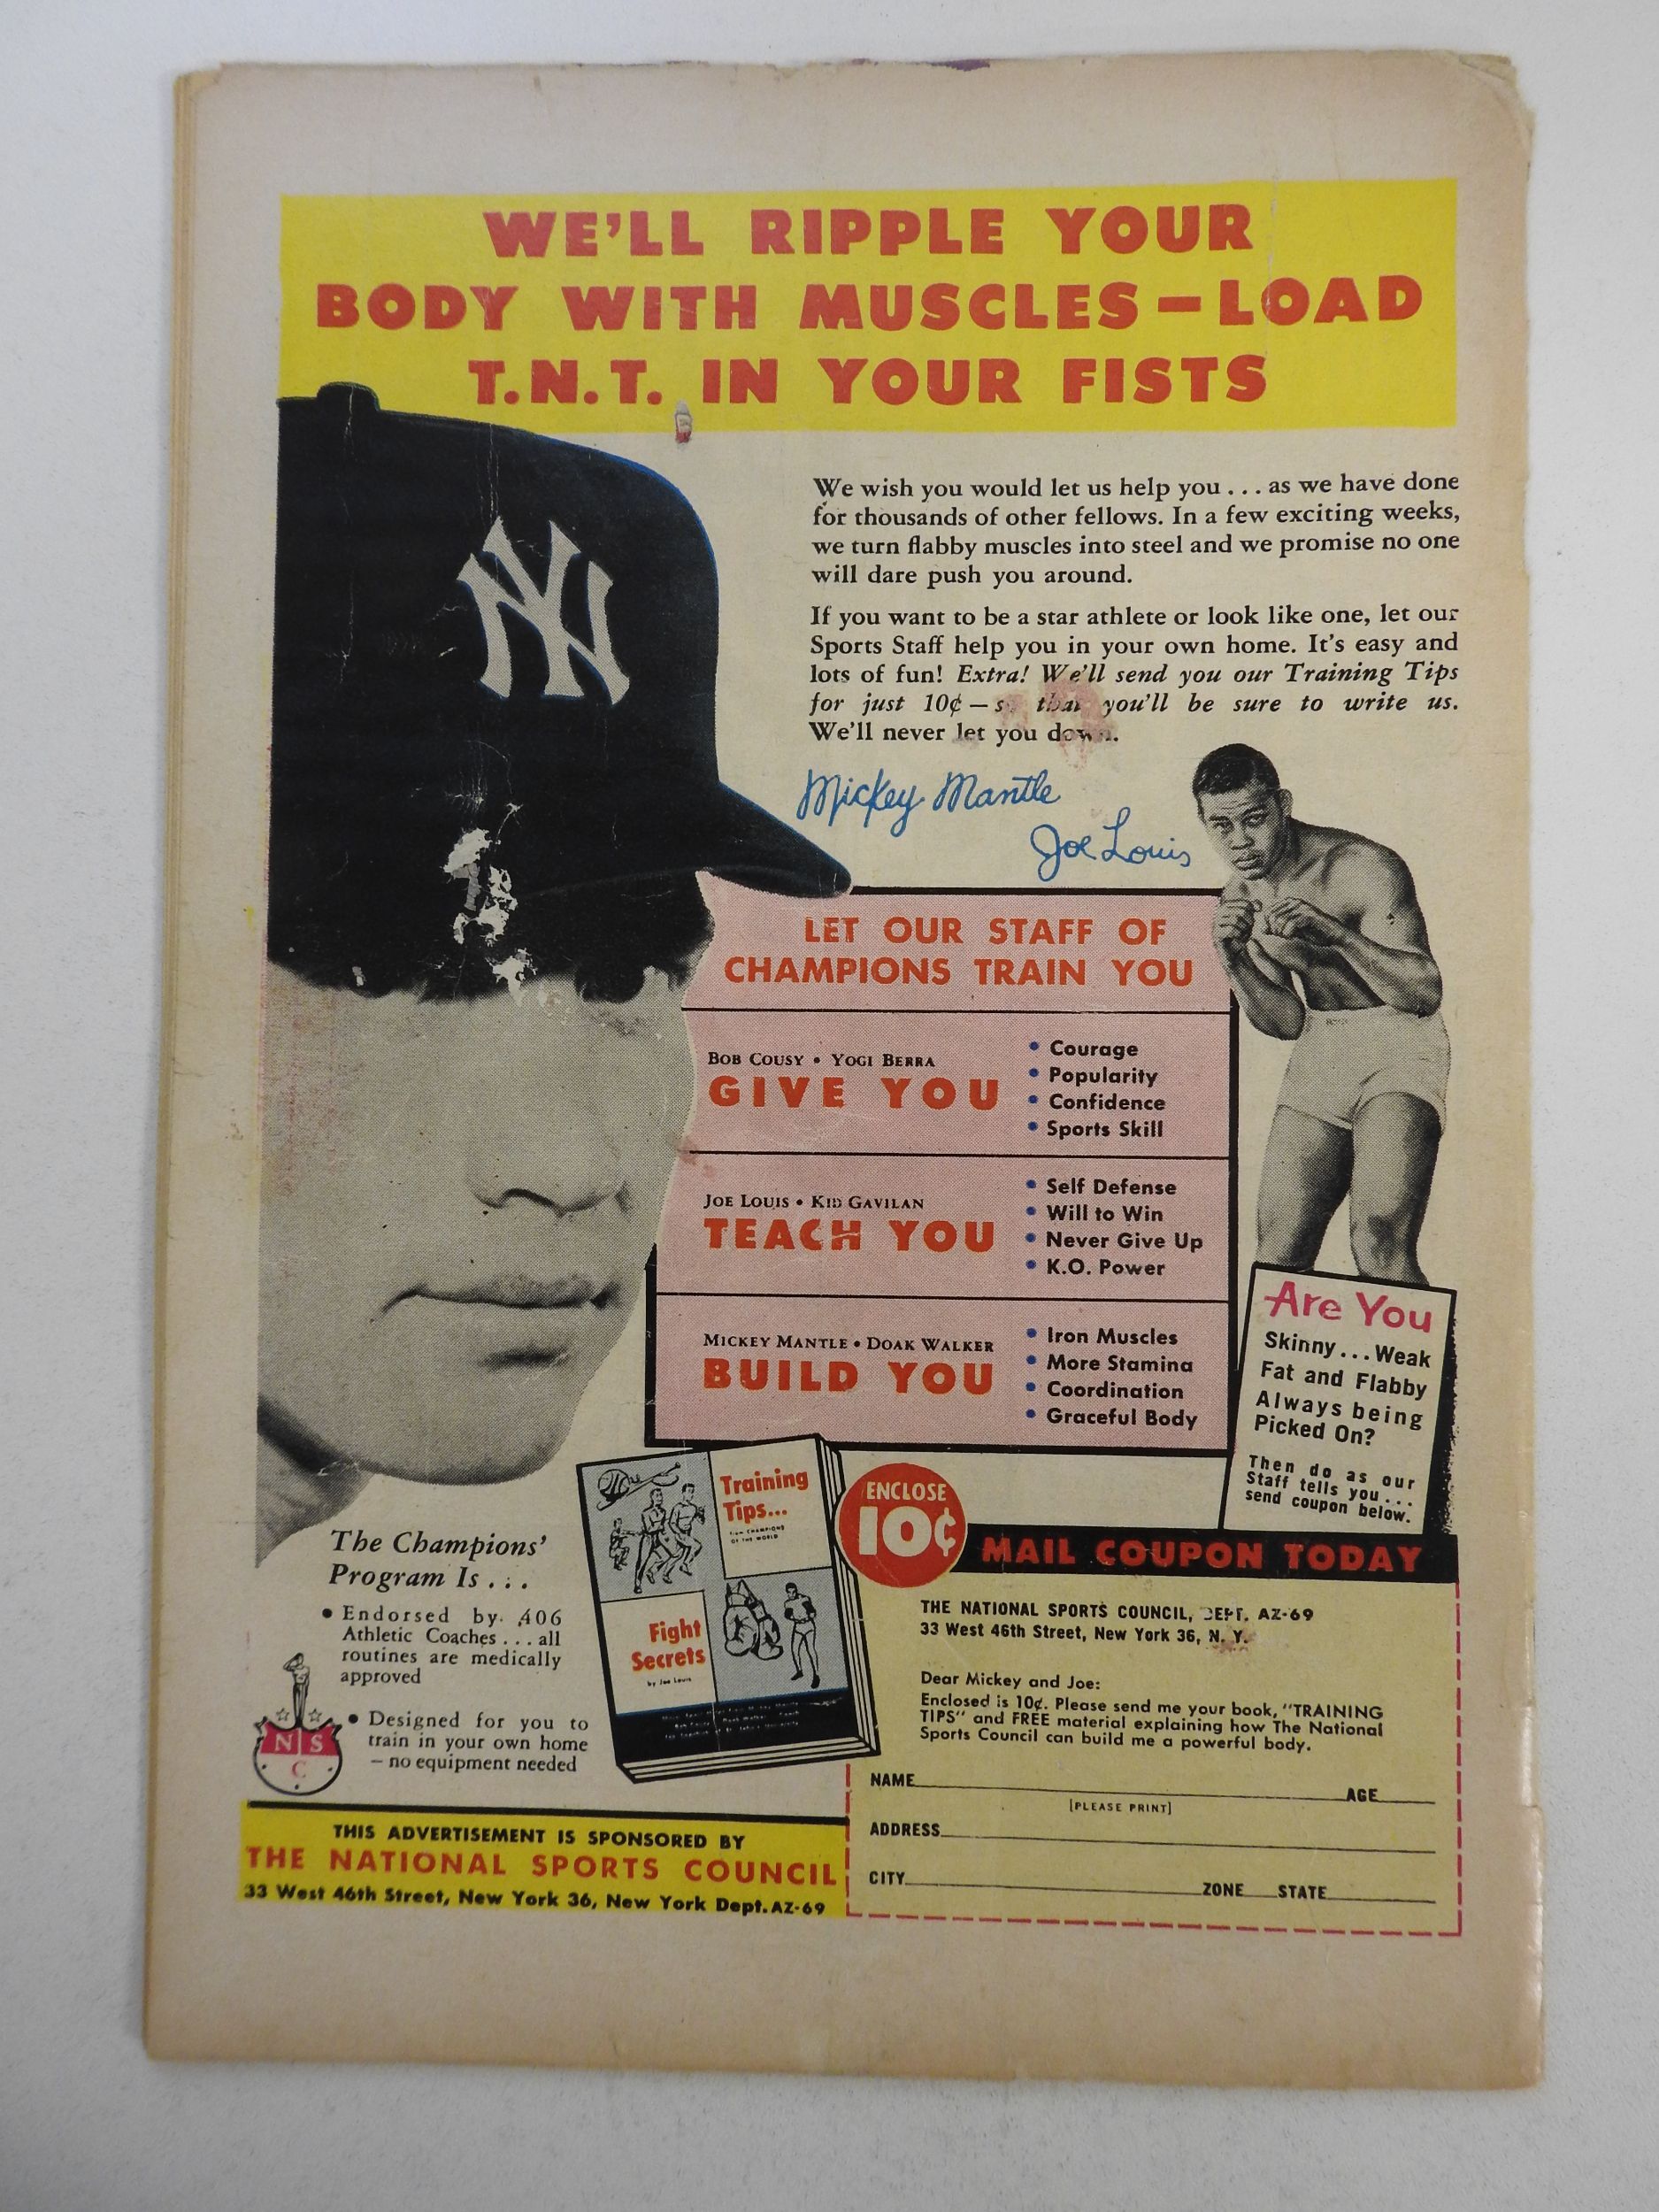 WE'LL RIPPLE YOUR
BODY WITH MUSCLES—LOAD
T.N.T. IN YOUR FISTS
NY
We wish you would let us help you . . . as we have done
for thousands of other fellows. In a few exciting weeks,
we turn flabby muscles into steel and we promise no one
will dare push you around.
If you want to be a star athlete or look like one, let our
Sports Staff help you in your own home. It's easy and
lots of fun! Extra! We'll send you our Training Tips
for just 10¢ — so that you'll be sure to write us.
We'll never let you down.
Mickey Mantle
Joe Louis
LET OUR STAFF OF
CHAMPIONS TRAIN YOU
BOB COUSY • YOGI BERRA
GIVE YOU
• Courage
• Popularity
• Confidence
• Sports Skill
JOE LOUIS • KID GAVILAN
TEACH YOU
• Self Defense
• Will to Win
• Never Give Up
• K.O. Power
MICKEY MANTLE • DOAK WALKER
BUILD YOU
• Iron Muscles
• More Stamina
• Coordination
• Graceful Body
Are You
Skinny . . . Weak
Fat and Flabby
Always being
Picked On?
Then do as our
Staff tells you . . .
send coupon below.
The Champions'
Program Is . . .
• Endorsed by 406
Athletic Coaches . . . all
routines are medically
approved
• Designed for you to
train in your own home
– no equipment needed
N S
C
Training
Tips...
from CHAMPIONS
OF THE WORLD
Fight
Secrets
by Joe Louis
ENCLOSE
10¢
MAIL COUPON TODAY
THE NATIONAL SPORTS COUNCIL, DEPT. AZ-69
33 West 46th Street, New York 36, N. Y.
Dear Mickey and Joe:
Enclosed is 10¢. Please send me your book, "TRAINING
TIPS" and FREE material explaining how The National
Sports Council can build me a powerful body.
NAME AGE
[PLEASE PRINT]
ADDRESS
CITY ZONE STATE
THIS ADVERTISEMENT IS SPONSORED BY
THE NATIONAL SPORTS COUNCIL
33 West 46th Street, New York 36, New York Dept. AZ-69